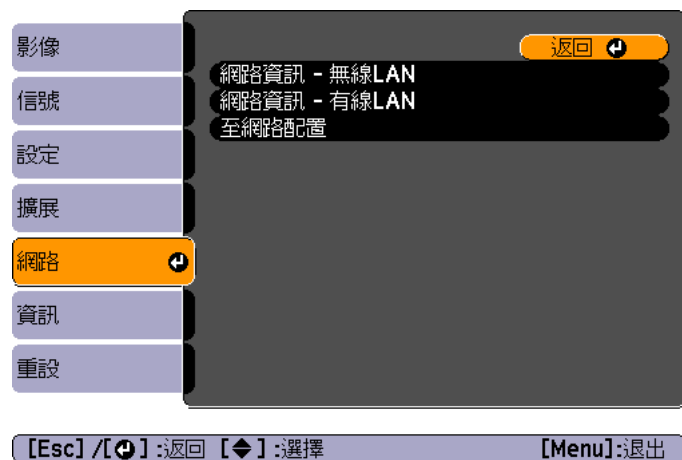 影像
信號
設定
擴展
網路
資訊
重設
返回
網路資訊 - 無線LAN
網路資訊 - 有線LAN
至網路配置
[Esc] /[⏎] :返回 [◆] :選擇 [Menu]:退出